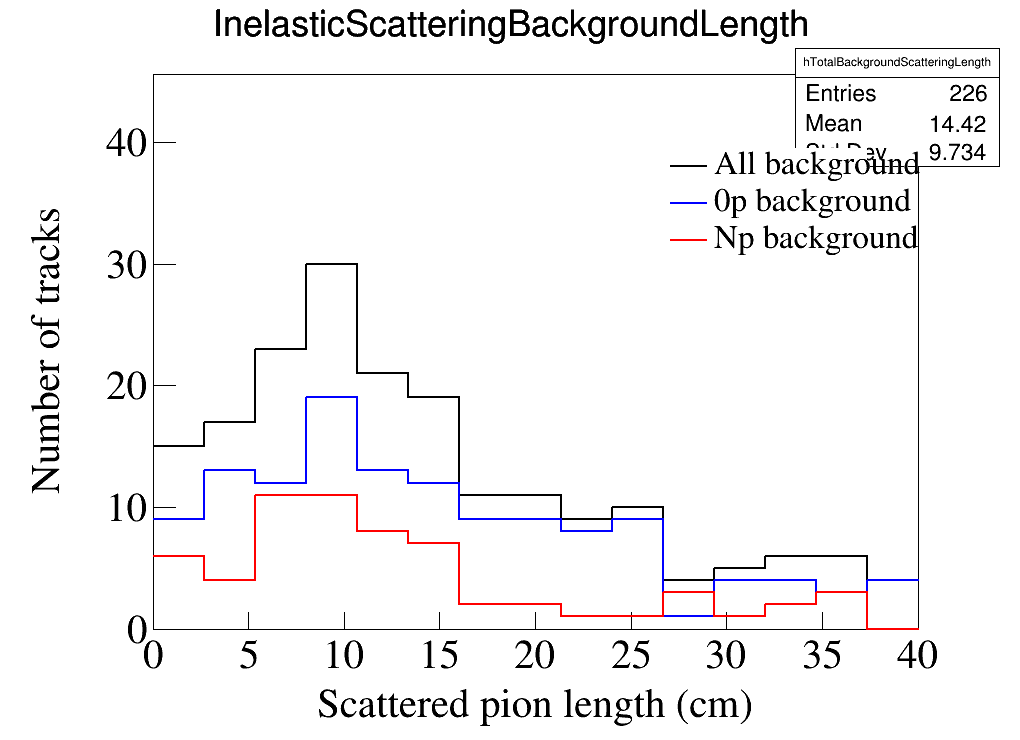 InelasticScatteringBackgroundLength
hTotalBackgroundScatteringLength
Entries 226
Mean 14.42
9.734
All background
0p background
Np background
Number of tracks
40
30
20
10
0
0 5 10 15 20 25 30 35 40
Scattered pion length (cm)